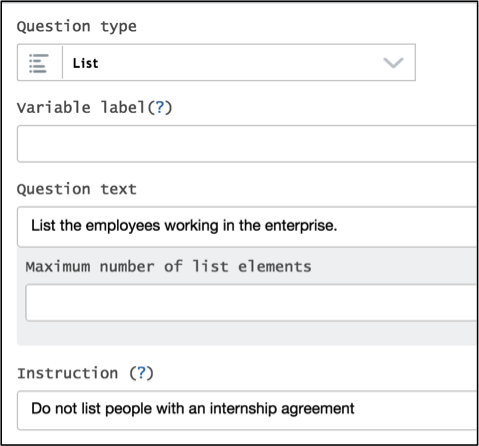 Question type
List
Variable label(?)
Question text
List the employees working in the enterprise.
Maximum number of list elements
Instruction (?)
Do not list people with an internship agreement